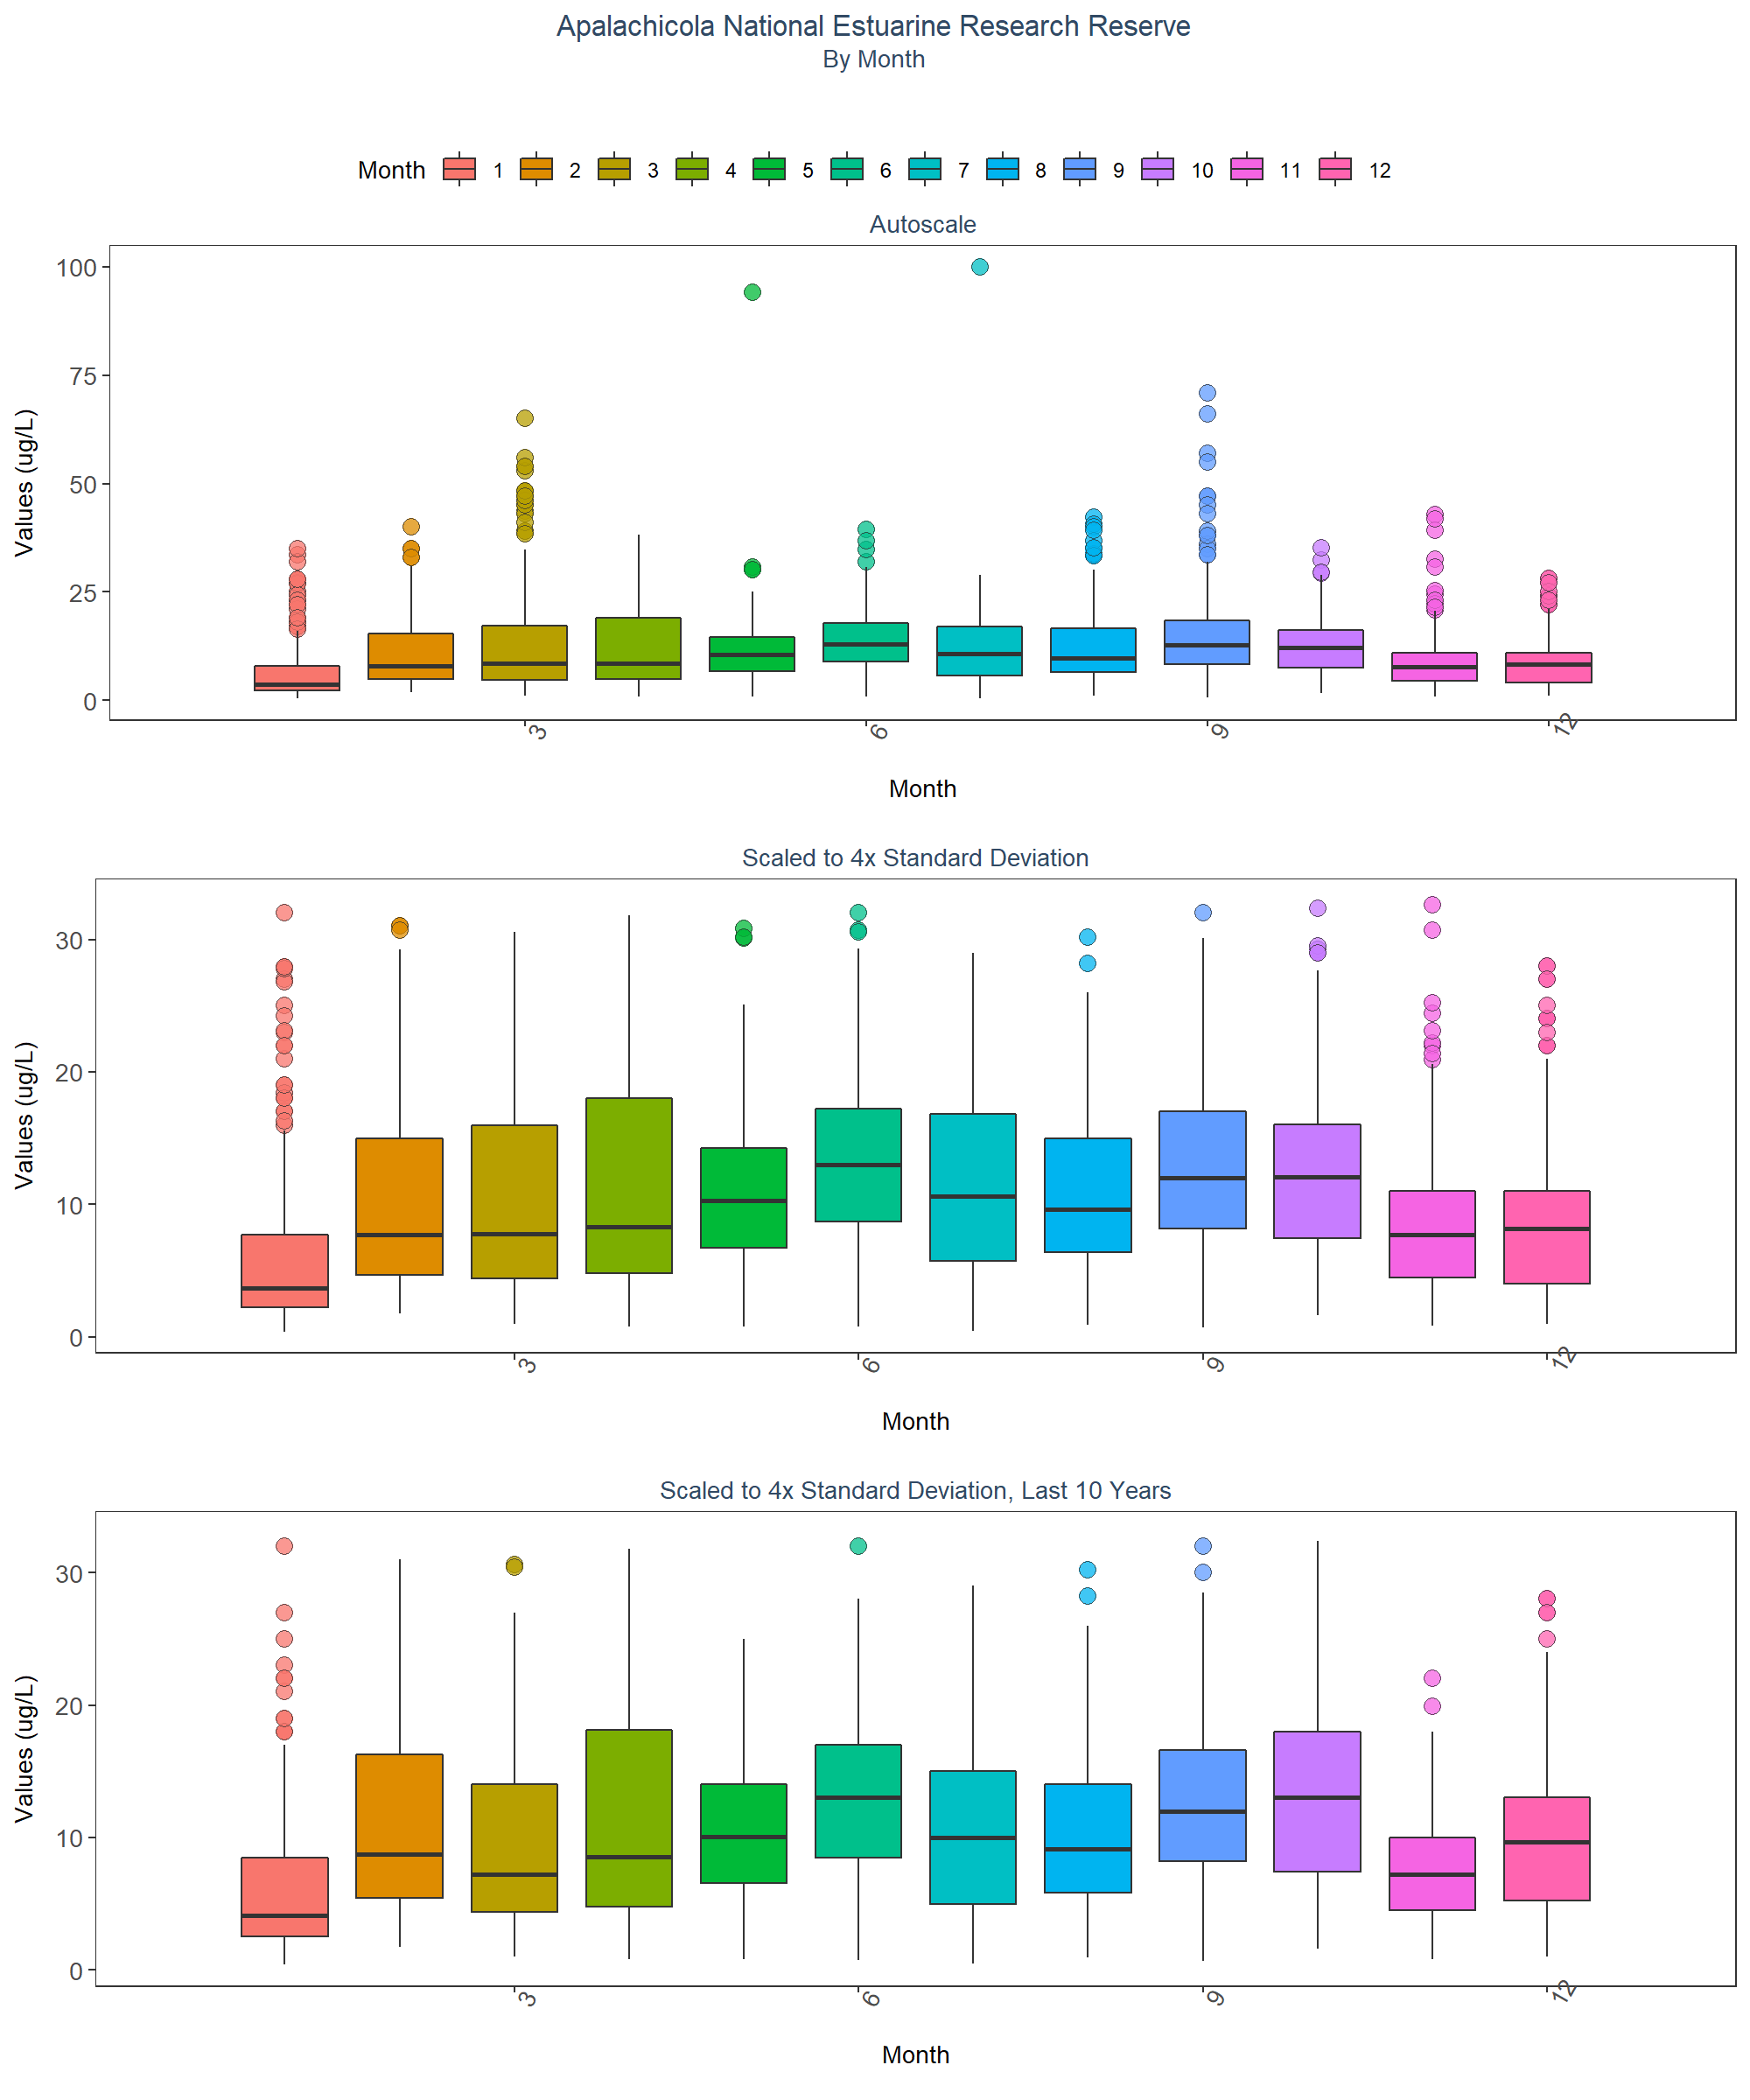 Apalachicola National Estuarine Research Reserve
By Month
Month 1 2 3 4 5 6 7 8 9 10 11 12
Autoscale
Values (ug/L)
100
75
50
25
0
3 6 9 12
Month
Scaled to 4x Standard Deviation
Values (ug/L)
30
20
10
0
3 6 9 12
Month
Scaled to 4x Standard Deviation, Last 10 Years
Values (ug/L)
30
20
10
0
3 6 9 12
Month